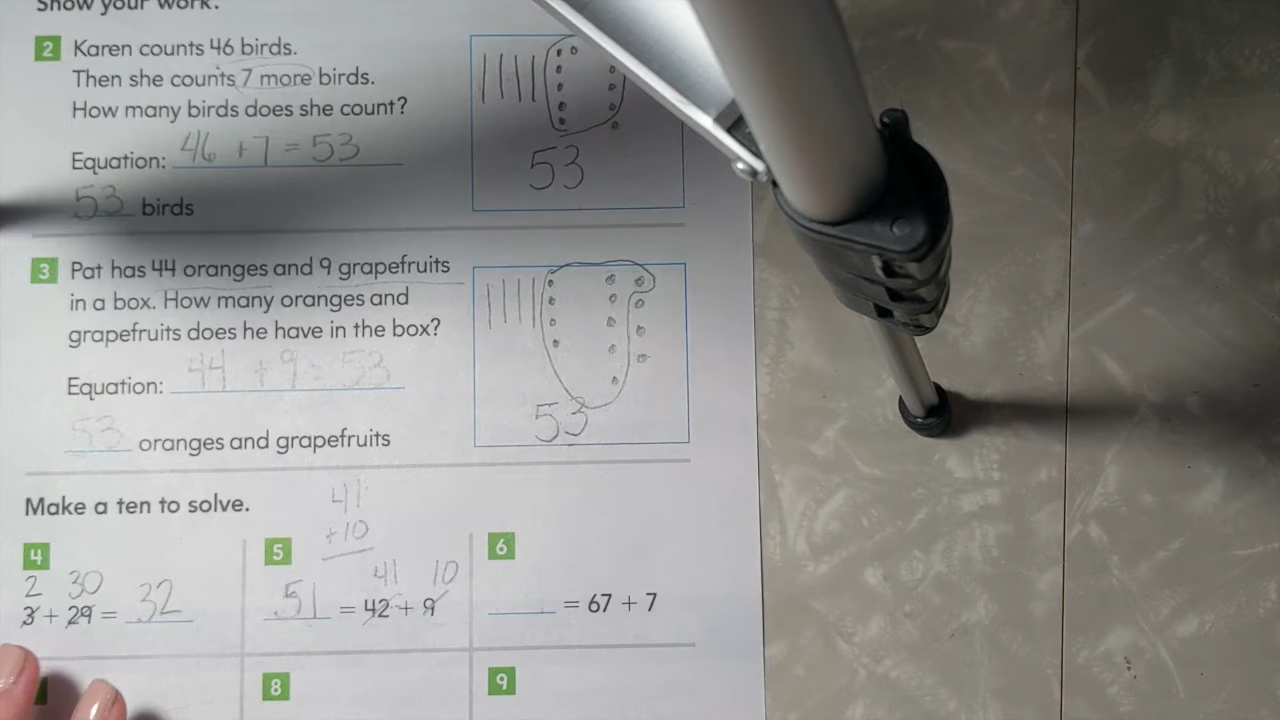 Show your work.
2 Karen counts 46 birds.
Then she counts 7 more birds.
How many birds does she count?
Equation: 46 + 7 = 53
53 birds
53
3 Pat has 44 oranges and 9 grapefruits
in a box. How many oranges and
grapefruits does he have in the box?
Equation: 44 + 9 = 53
53 oranges and grapefruits
53
Make a ten to solve.
4
2 30
3 + 29 = 32
5
41
+10
41 10
51 = 42 + 9
6
= 67 + 7
8
9